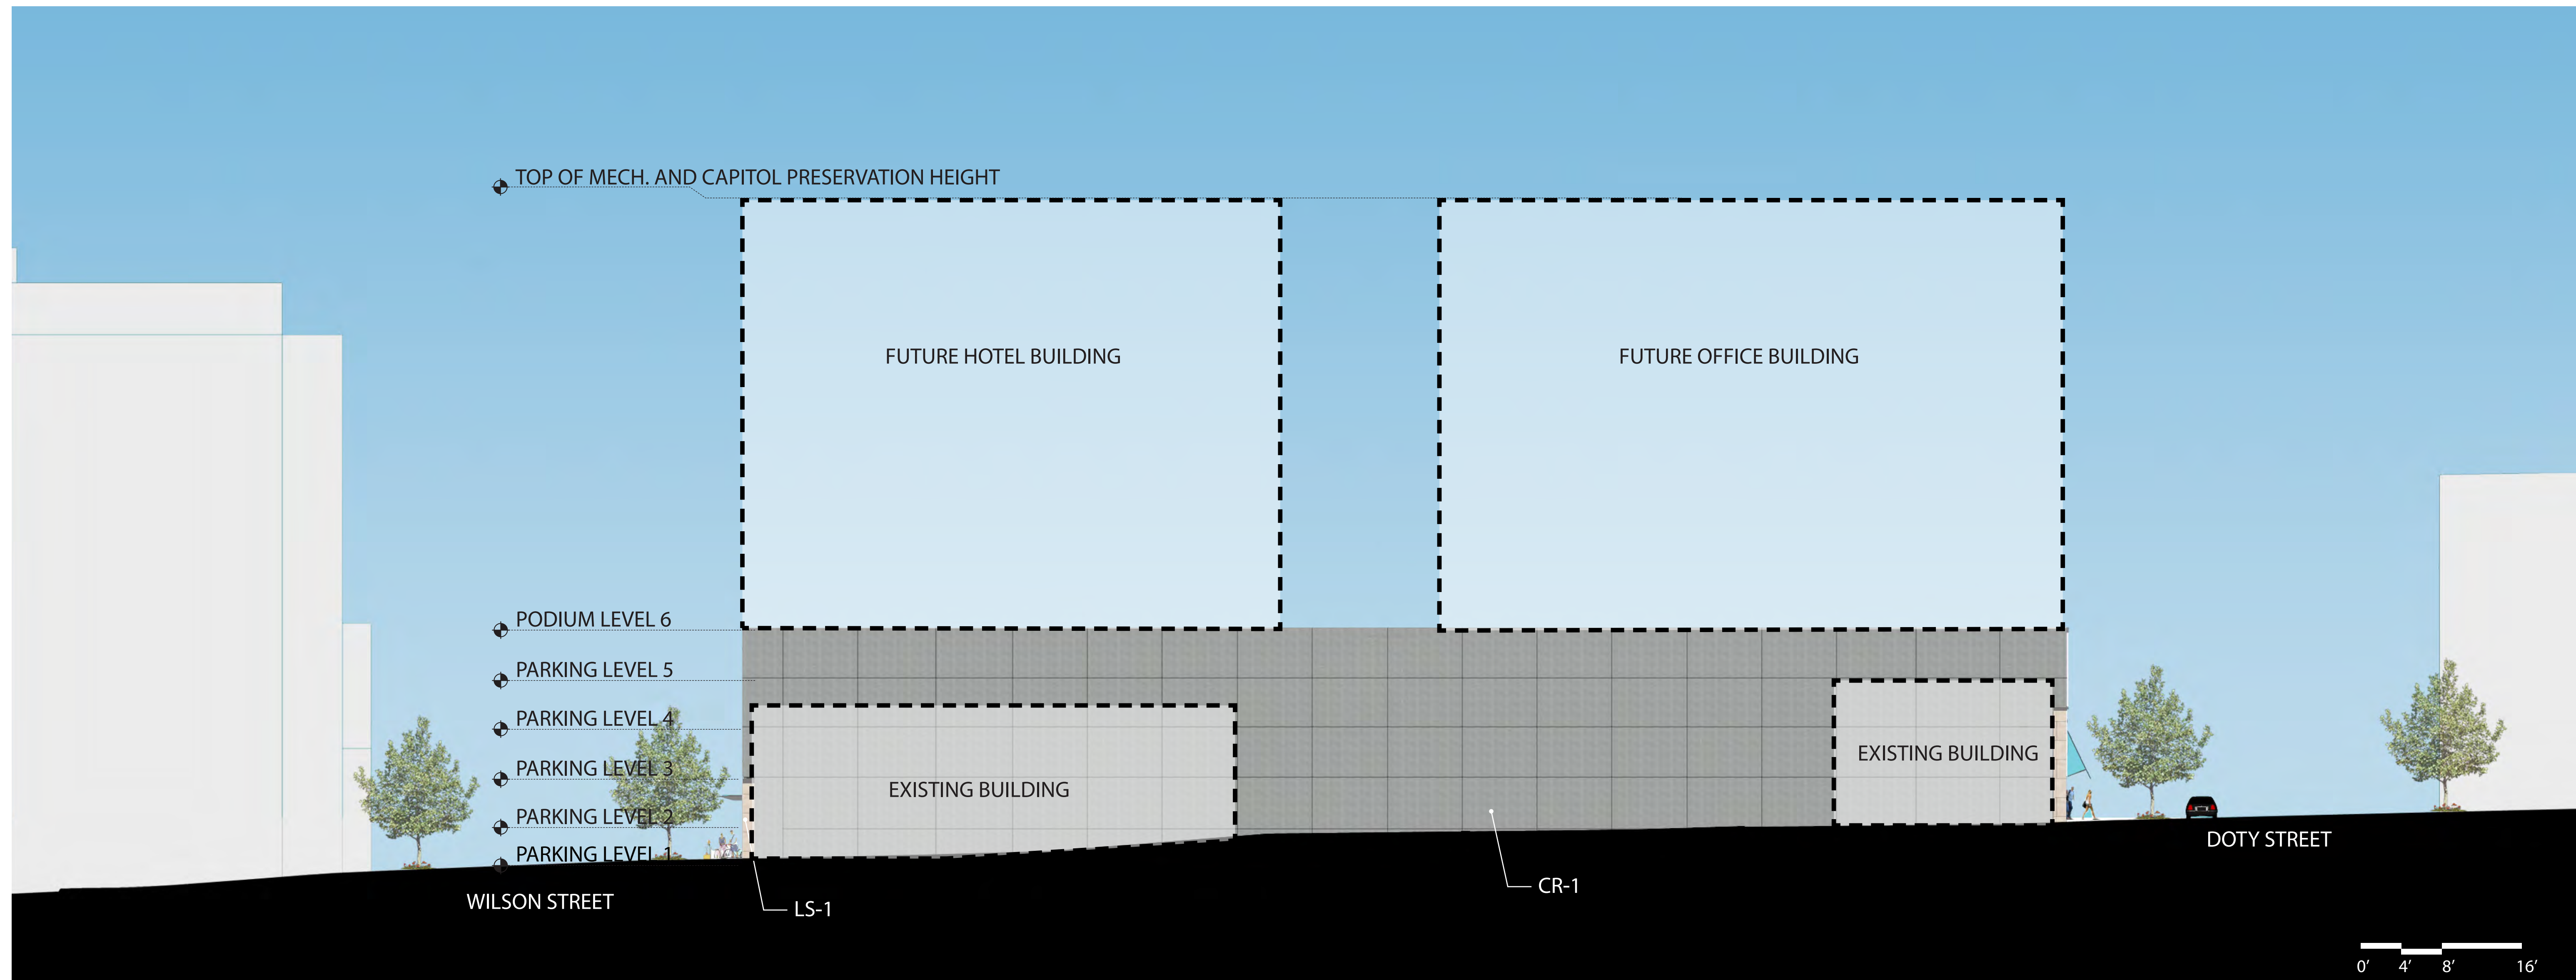 TOP OF MECH. AND CAPITOL PRESERVATION HEIGHT
FUTURE HOTEL BUILDING
FUTURE OFFICE BUILDING
PODIUM LEVEL 6
PARKING LEVEL 5
PARKING LEVEL 4
PARKING LEVEL 3
PARKING LEVEL 2
PARKING LEVEL 1
EXISTING BUILDING
EXISTING BUILDING
WILSON STREET
DOTY STREET
LS-1
CR-1
0’ 4’ 8’ 16’